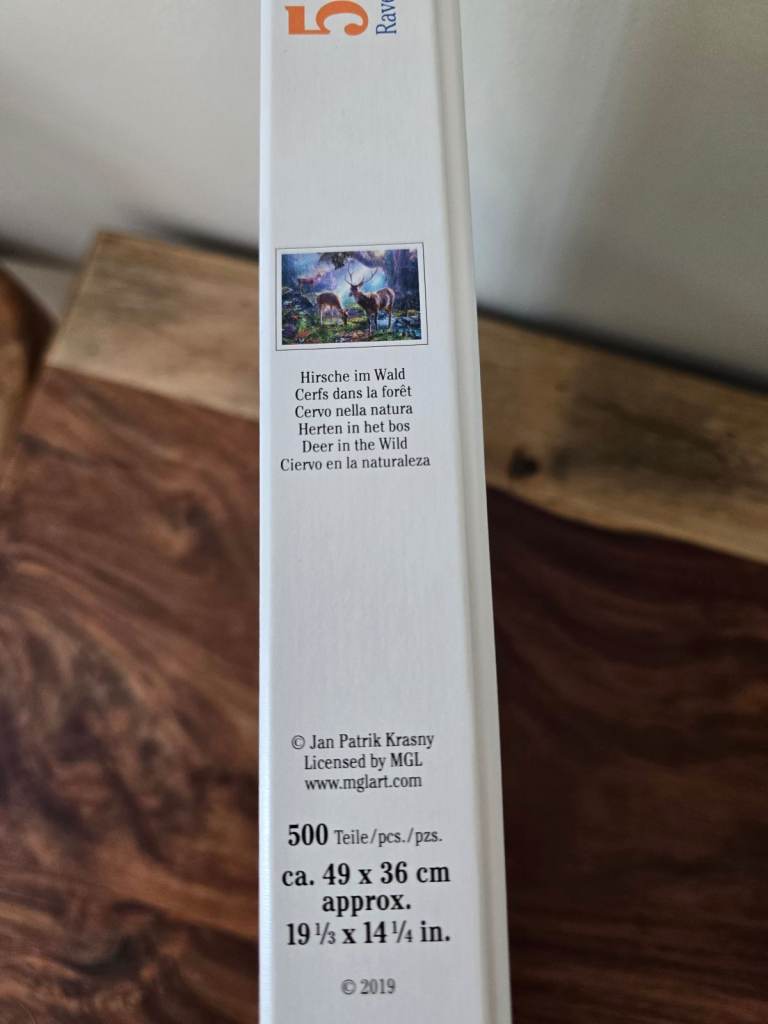 5
Hirsche im Wald
Cerfs dans la forêt
Cervo nella natura
Herten in het bos
Deer in the Wild
Ciervo en la naturaleza
© Jan Patrik Krasny
Licensed by MGL
www.mglart.com
500 Teile/pcs./pzs.
ca. 49 x 36 cm
approx.
19 1/3 x 14 1/4 in.
© 2019